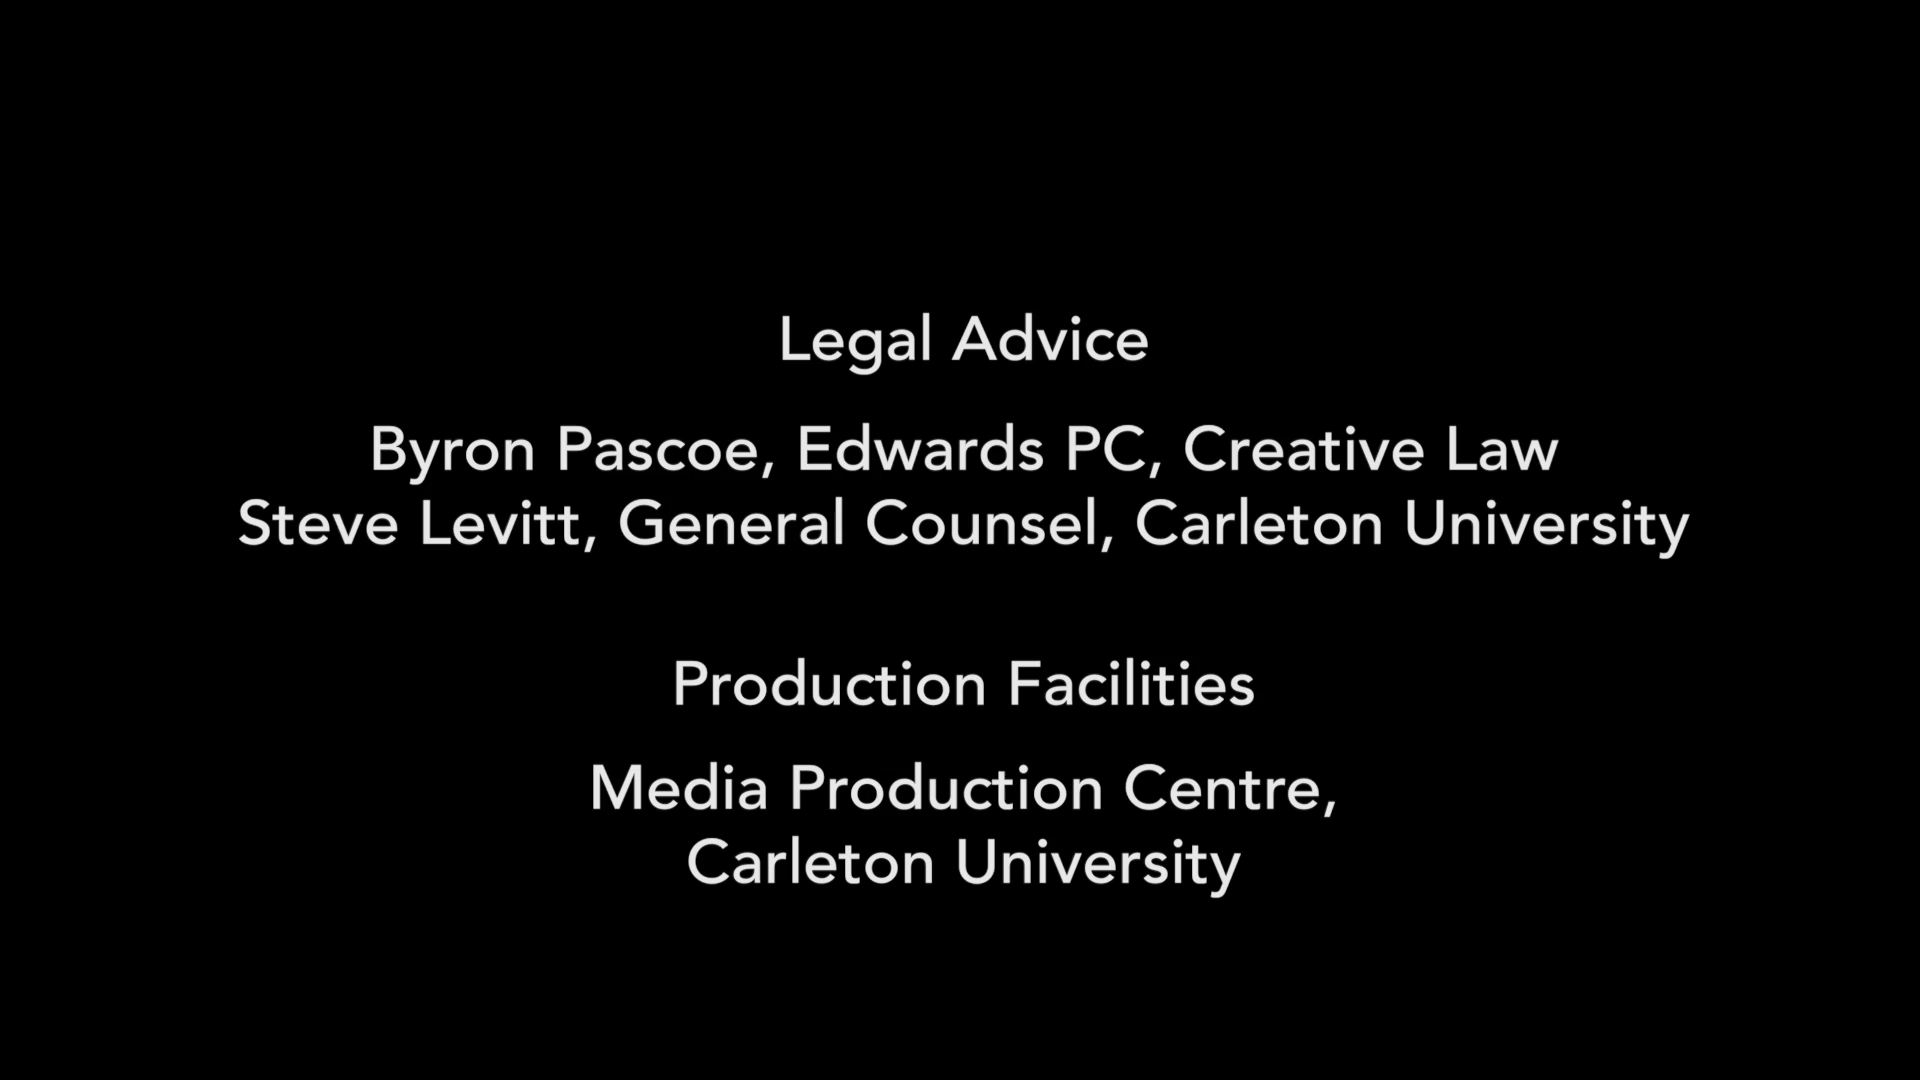 Legal Advice
Byron Pascoe, Edwards PC, Creative Law
Steve Levitt, General Counsel, Carleton University
Production Facilities
Media Production Centre,
Carleton University